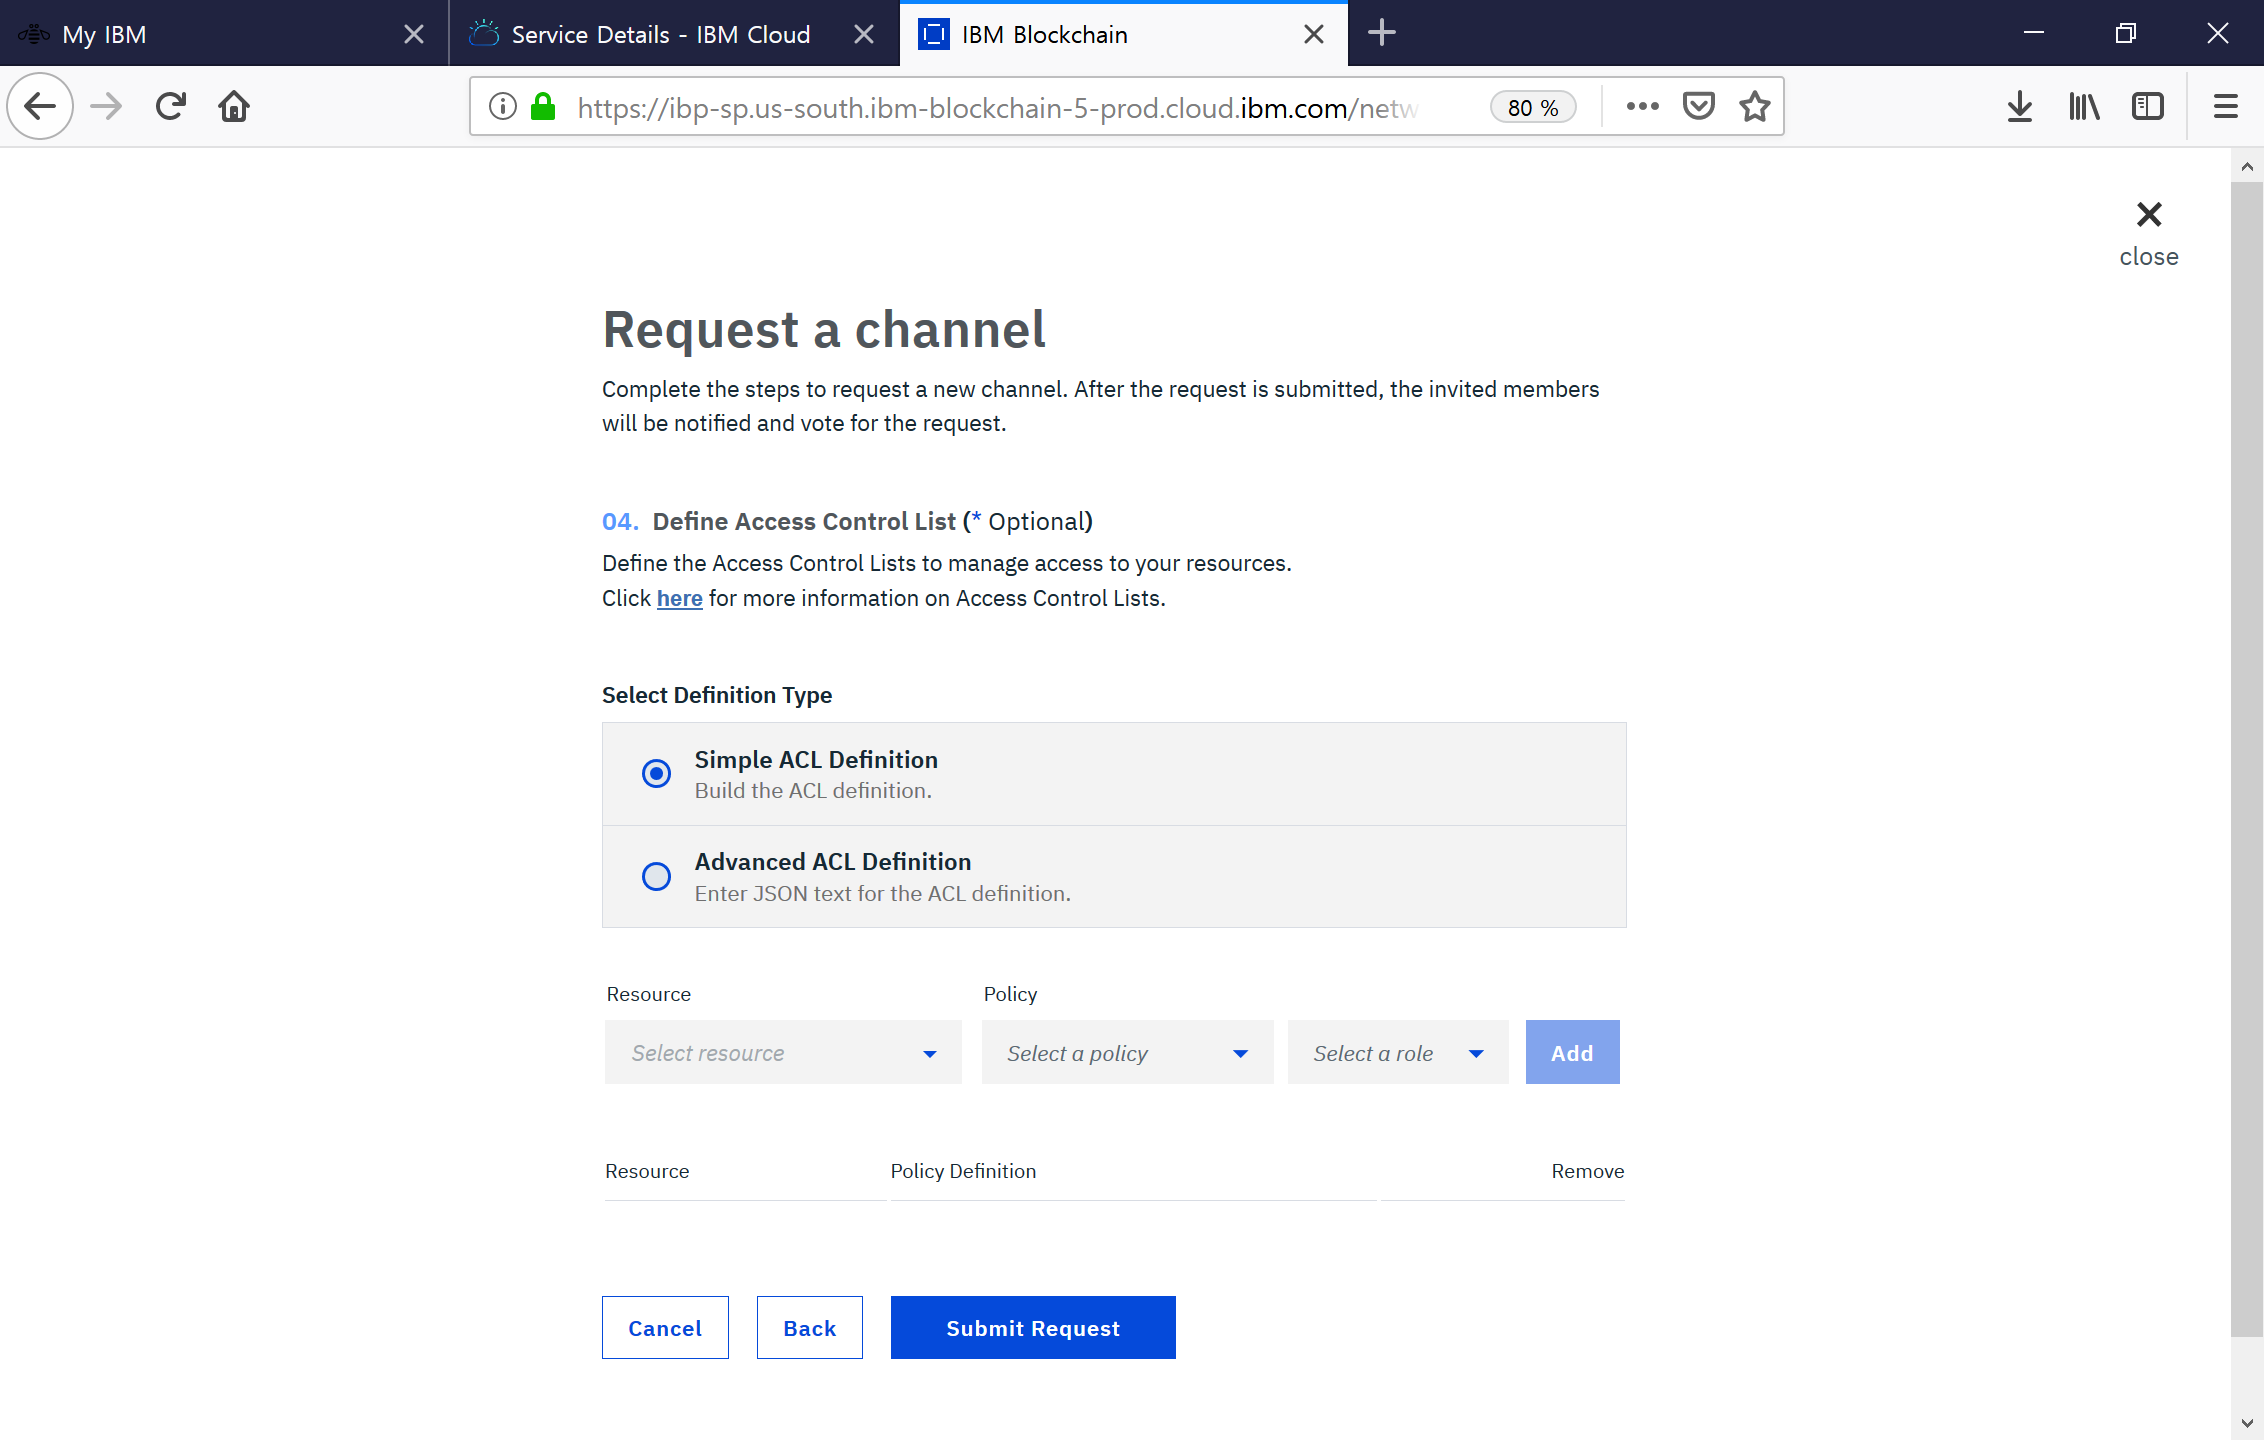 My IBM
Service Details - IBM Cloud
IBM Blockchain
https://ibp-sp.us-south.ibm-blockchain-5-prod.cloud.ibm.com/netw
80 %
close
Request a channel
Complete the steps to request a new channel. After the request is submitted, the invited members
will be notified and vote for the request.
04. Define Access Control List (* Optional)
Define the Access Control Lists to manage access to your resources.
Click here for more information on Access Control Lists.
Select Definition Type
Simple ACL Definition
Build the ACL definition.
Advanced ACL Definition
Enter JSON text for the ACL definition.
Resource Policy
Select resource Select a policy Select a role Add
Resource Policy Definition Remove
Cancel Back Submit Request